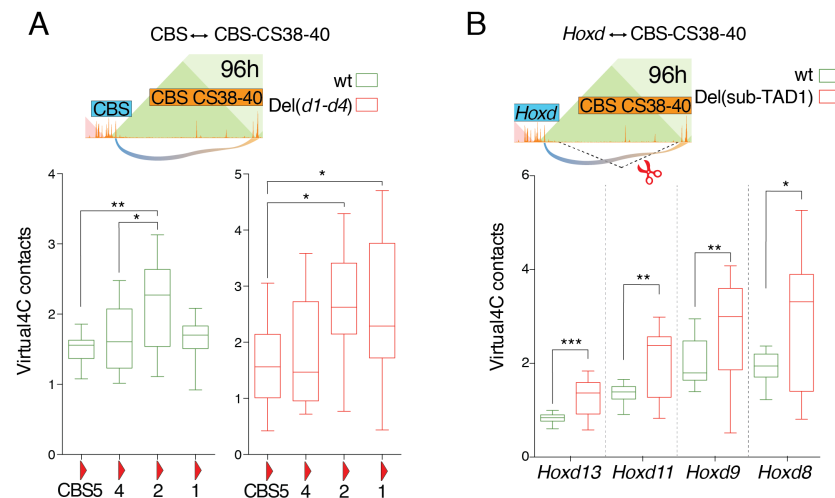 A
CBS↔ CBS-CS38-40
96h
CBS
CBS CS38-40
wt
Del(d1-d4)
Virtual4C contacts
4
3
2
1
0
**
*
CBS5 4 2 1
5
4
3
2
1
0
*
*
CBS5 4 2 1
B
Hoxd ↔ CBS-CS38-40
96h
Hoxd
CBS CS38-40
wt
Del(sub-TAD1)
Virtual4C contacts
6
4
2
0
***
**
**
*
Hoxd13 Hoxd11 Hoxd9 Hoxd8